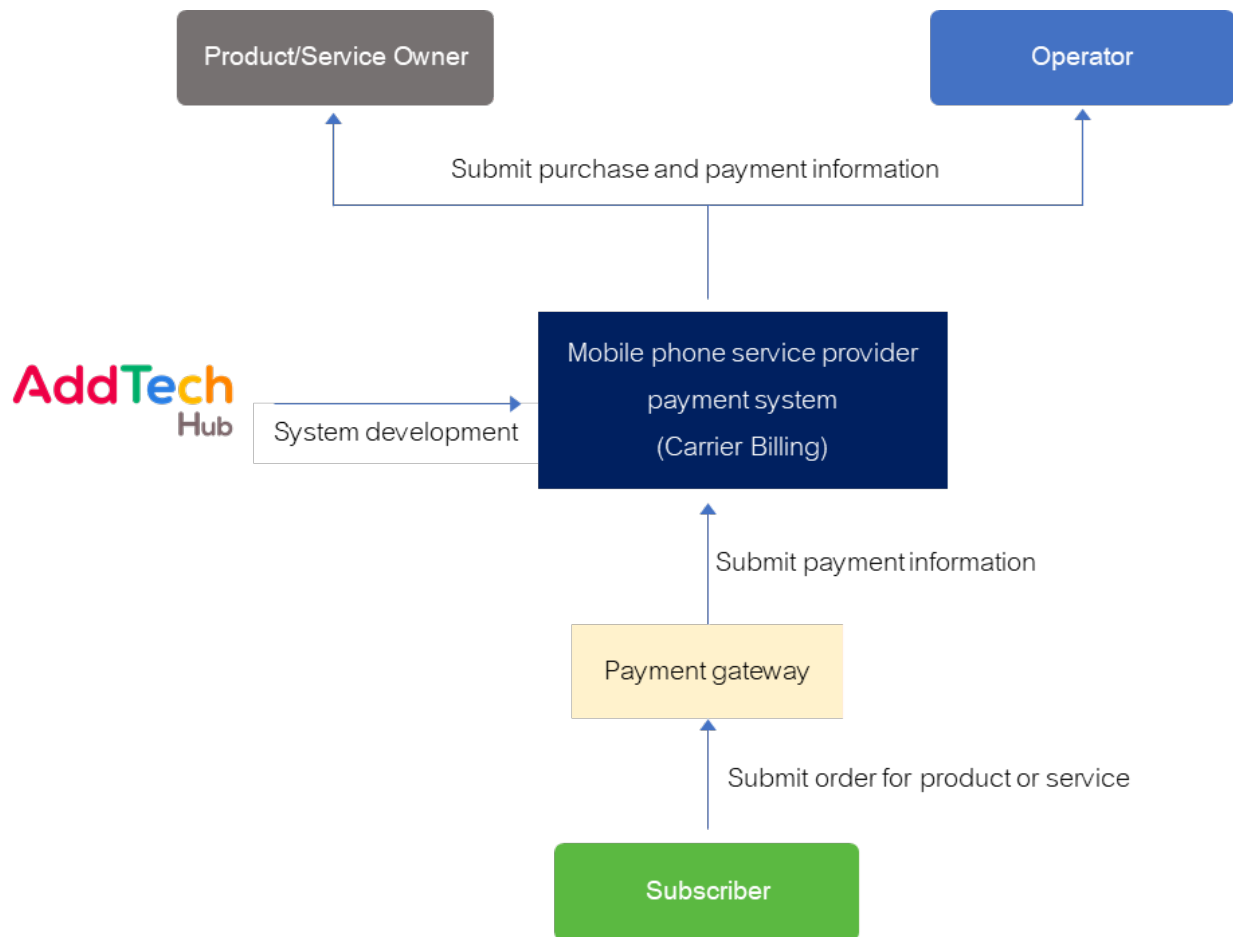 Product/Service Owner
Operator
Submit purchase and payment information
Mobile phone service provider
payment system
(Carrier Billing)
AddTech
Hub
System development
Submit payment information
Payment gateway
Submit order for product or service
Subscriber